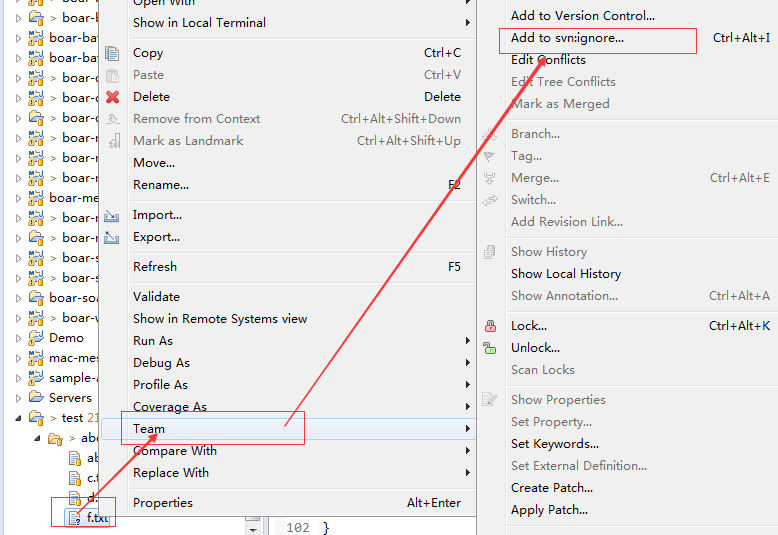 Open With
Show in Local Terminal
Copy Ctrl+C
Paste Ctrl+V
Delete Delete
Remove from Context Ctrl+Alt+Shift+Down
Mark as Landmark Ctrl+Alt+Shift+Up
Move...
Rename... F2
Import...
Export...
Refresh F5
Validate
Show in Remote Systems view
Run As
Debug As
Profile As
Coverage As
Team
Compare With
Replace With
Properties Alt+Enter
Add to Version Control...
Add to svn:ignore... Ctrl+Alt+I
Edit Conflicts
Edit Tree Conflicts
Mark as Merged
Branch...
Tag...
Merge... Ctrl+Alt+E
Switch...
Add Revision Link...
Show History
Show Local History
Show Annotation... Ctrl+Alt+A
Lock... Ctrl+Alt+K
Unlock...
Scan Locks
Show Properties
Set Property...
Set Keywords...
Set External Definition...
Create Patch...
Apply Patch...
boar-ba
boar-ba
> boar-
> boar-
> boar-
> boar-
> boar-
> boar-
boar-me
> boar-
> boar-
> boar-s
> boar-s
boar-soa
> boar-
> Demo
mac-mes
sample-a
Servers
> test 21
> abc
ab
c.t
d.
f.txt
102 }